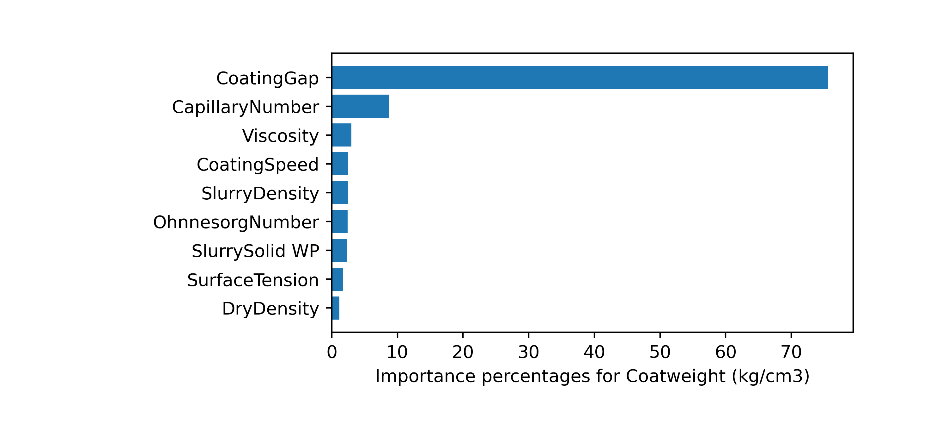 CoatingGap
CapillaryNumber
Viscosity
CoatingSpeed
SlurryDensity
OhnnesorgNumber
SlurrySolid WP
SurfaceTension
DryDensity
0 10 20 30 40 50 60 70
Importance percentages for Coatweight (kg/cm3)